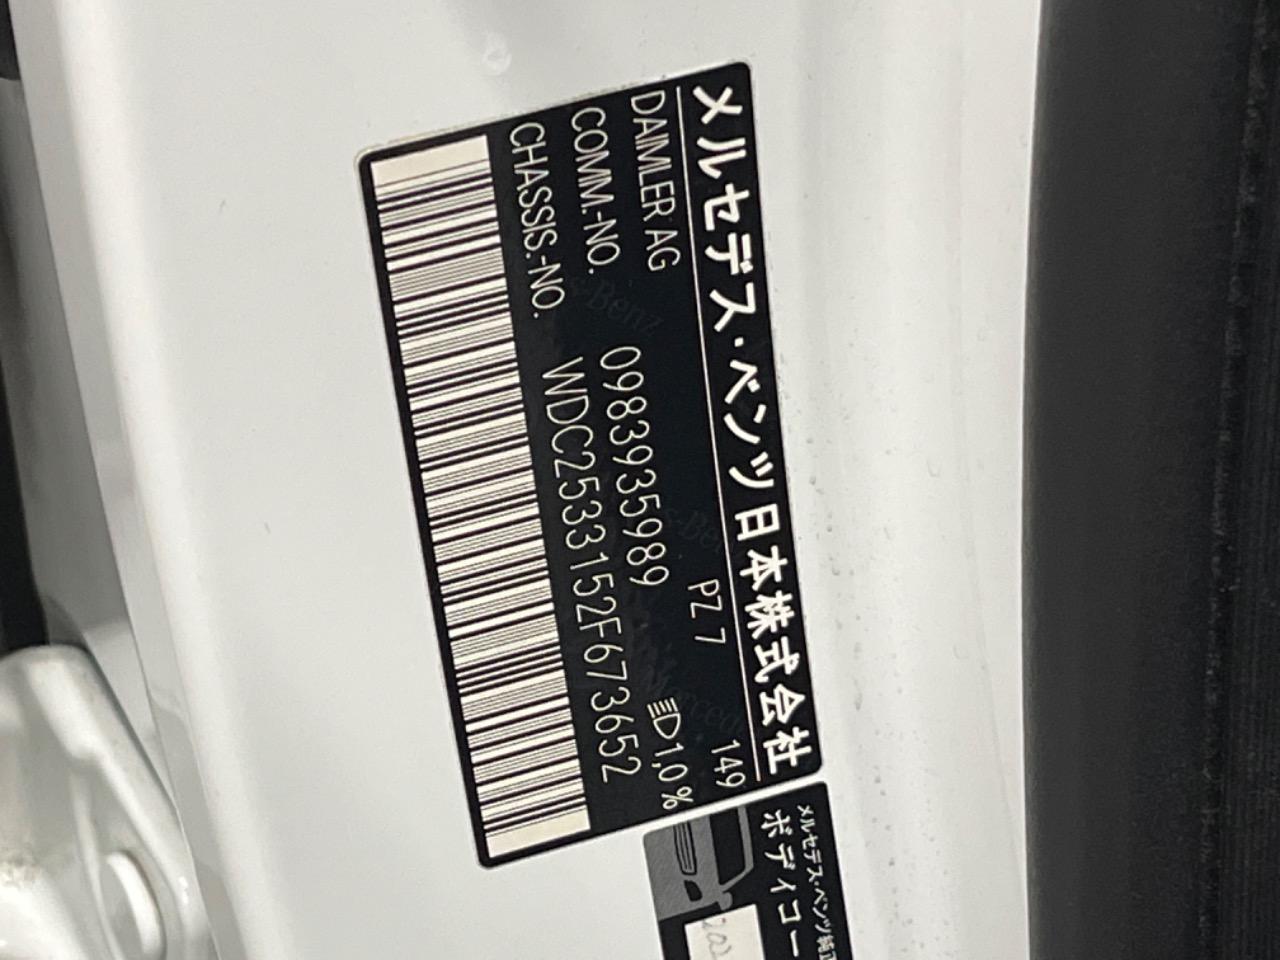 メルセデス・ベンツ日本株式会社
DAIMLER AG PZ 7 149
COMM.-NO. 0983935989 1,0%
CHASSIS.-NO. WDC2533152F673652
メルセデス・ベンツ
ボディコー